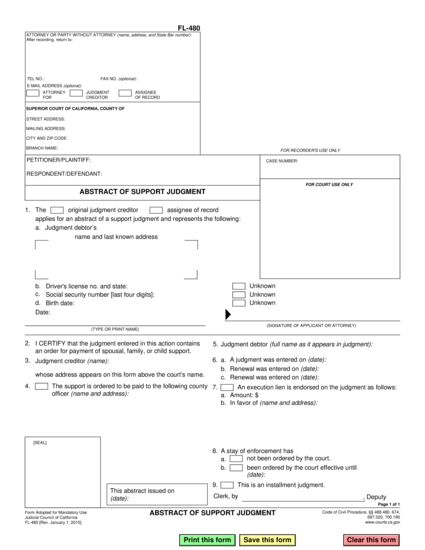 FL-480
ATTORNEY OR PARTY WITHOUT ATTORNEY (name, address, and State Bar number):
After recording, return to:
TEL NO.:
FAX NO. (optional):
E-MAIL ADDRESS (optional):
ATTORNEY FOR
JUDGMENT CREDITOR
ASSIGNEE OF RECORD
SUPERIOR COURT OF CALIFORNIA, COUNTY OF
STREET ADDRESS:
MAILING ADDRESS:
CITY AND ZIP CODE:
BRANCH NAME:
FOR RECORDER'S USE ONLY
PETITIONER/PLAINTIFF:
RESPONDENT/DEFENDANT:
CASE NUMBER:
ABSTRACT OF SUPPORT JUDGMENT
FOR COURT USE ONLY
1. The original judgment creditor assignee of record
applies for an abstract of a support judgment and represents the following:
a. Judgment debtor's
name and last known address
b. Driver's license no. and state: Unknown
c. Social security number [last four digits]: Unknown
d. Birth date: Unknown
Date:
(TYPE OR PRINT NAME)
(SIGNATURE OF APPLICANT OR ATTORNEY)
2. I CERTIFY that the judgment entered in this action contains
an order for payment of spousal, family, or child support.
3. Judgment creditor (name):
whose address appears on this form above the court's name.
4. The support is ordered to be paid to the following county
officer (name and address):
5. Judgment debtor (full name as it appears in judgment):
6. a. A judgment was entered on (date):
b. Renewal was entered on (date):
c. Renewal was entered on (date):
7. An execution lien is endorsed on the judgment as follows:
a. Amount: $
b. In favor of (name and address):
[SEAL]
This abstract issued on
(date):
8. A stay of enforcement has
a. not been ordered by the court.
b. been ordered by the court effective until
(date):
9. This is an installment judgment.
Clerk, by , Deputy
Page 1 of 1
Form Adopted for Mandatory Use
Judicial Council of California
FL-480 [Rev. January 1, 2015]
ABSTRACT OF SUPPORT JUDGMENT
Code of Civil Procedure, §§ 488.480, 674,
697.320, 700.190
www.courts.ca.gov
Print this form
Save this form
Clear this form